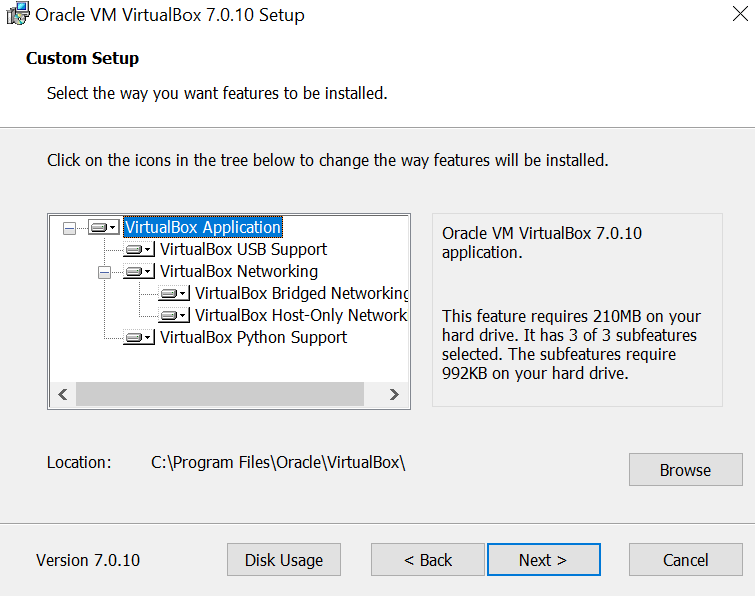 Oracle VM VirtualBox 7.0.10 Setup
Custom Setup
Select the way you want features to be installed.
Click on the icons in the tree below to change the way features will be installed.
VirtualBox Application
VirtualBox USB Support
VirtualBox Networking
VirtualBox Bridged Networking
VirtualBox Host-Only Network
VirtualBox Python Support
Oracle VM VirtualBox 7.0.10
application.
This feature requires 210MB on your
hard drive. It has 3 of 3 subfeatures
selected. The subfeatures require
992KB on your hard drive.
Location: C:\Program Files\Oracle\VirtualBox\
Browse
Version 7.0.10
Disk Usage
< Back
Next >
Cancel